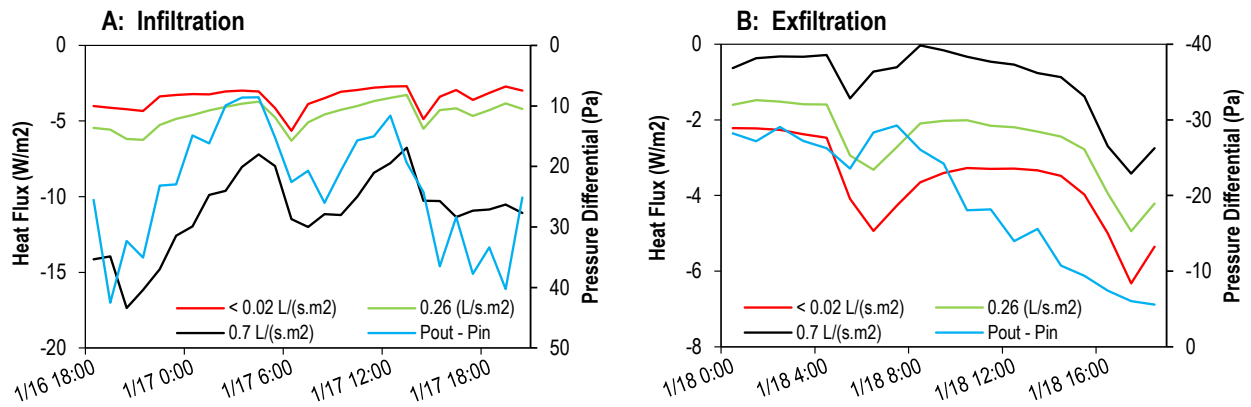 A: Infiltration
0
-5
-10
-15
-20
Heat Flux (W/m2)
0
10
20
30
40
50
Pressure Differential (Pa)
< 0.02 L/(s.m2)
0.26 (L/s.m2)
0.7 L/(s.m2)
Pout - Pin
1/16 18:00
1/17 0:00
1/17 6:00
1/17 12:00
1/17 18:00
B: Exfiltration
0
-2
-4
-6
-8
Heat Flux (W/m2)
-40
-30
-20
-10
0
Pressure Differential (Pa)
< 0.02 L/(s.m2)
0.26 (L/s.m2)
0.7 L/(s.m2)
Pout - Pin
1/18 0:00
1/18 4:00
1/18 8:00
1/18 12:00
1/18 16:00